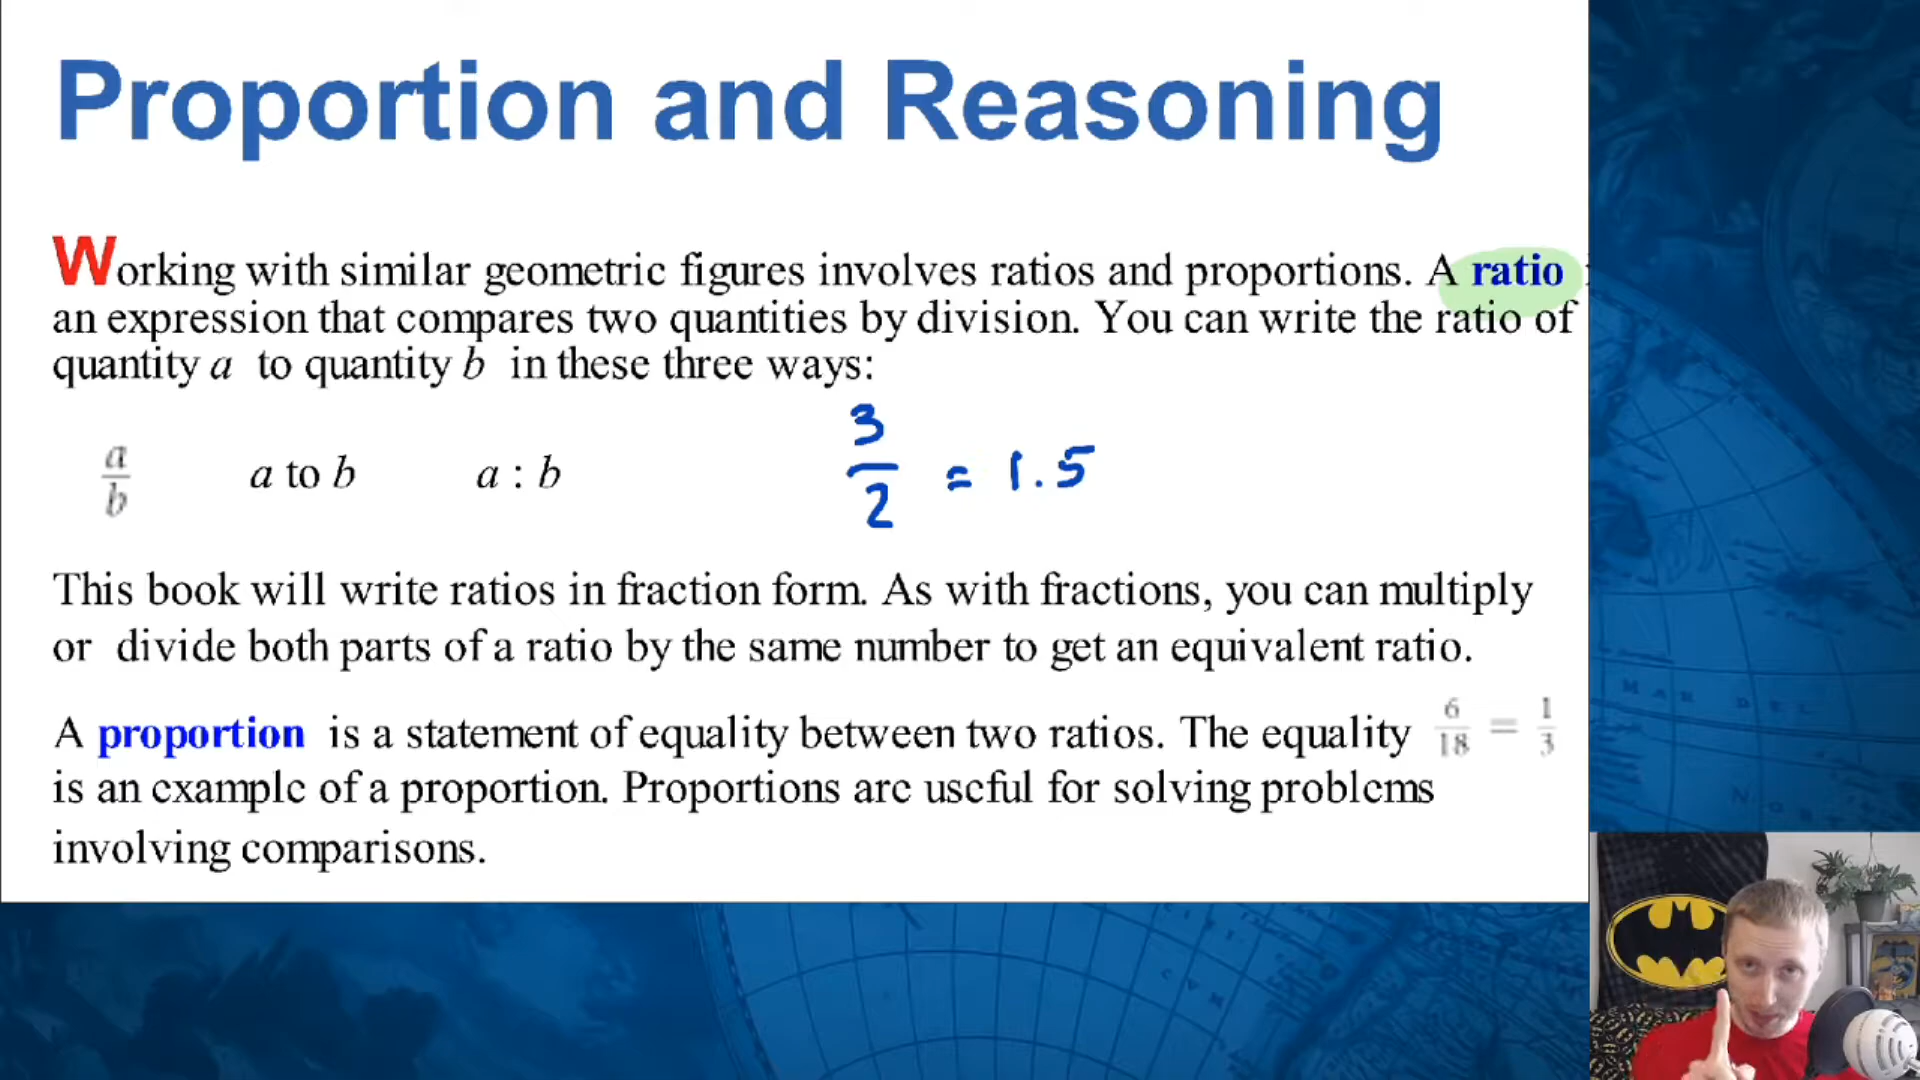 Proportion and Reasoning
Working with similar geometric figures involves ratios and proportions. A ratio
an expression that compares two quantities by division. You can write the ratio of
quantity a to quantity b in these three ways:
a/b a to b a : b 3/2 = 1.5
This book will write ratios in fraction form. As with fractions, you can multiply
or divide both parts of a ratio by the same number to get an equivalent ratio.
A proportion is a statement of equality between two ratios. The equality 6/18 = 1/3
is an example of a proportion. Proportions are useful for solving problems
involving comparisons.